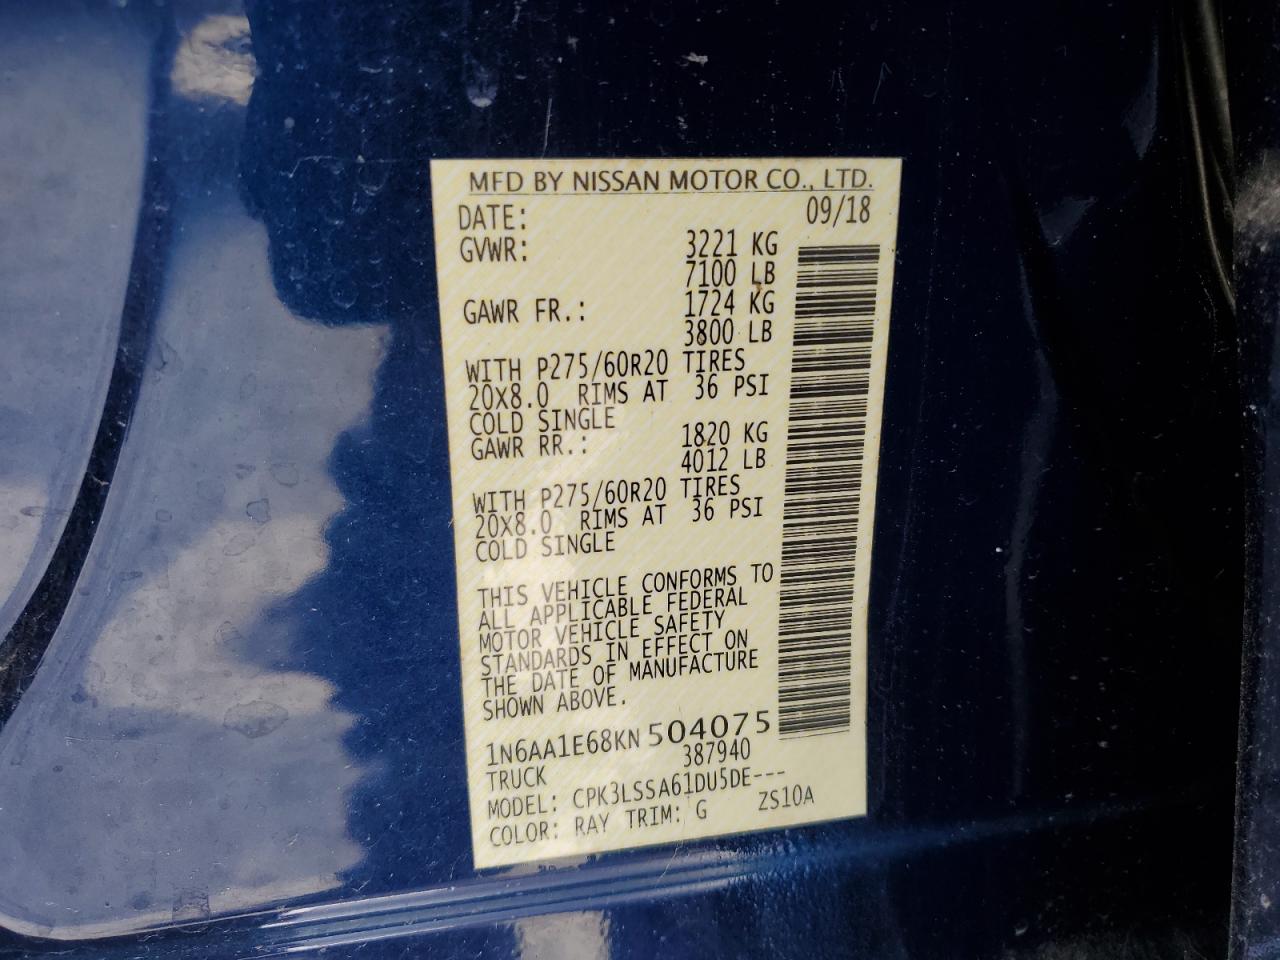 MFD BY NISSAN MOTOR CO., LTD.
DATE: 09/18
GVWR: 3221 KG
7100 LB
GAWR FR.: 1724 KG
3800 LB
WITH P275/60R20 TIRES
20X8.0 RIMS AT 36 PSI
COLD SINGLE
GAWR RR.: 1820 KG
4012 LB
WITH P275/60R20 TIRES
20X8.0 RIMS AT 36 PSI
COLD SINGLE
THIS VEHICLE CONFORMS TO
ALL APPLICABLE FEDERAL
MOTOR VEHICLE SAFETY
STANDARDS IN EFFECT ON
THE DATE OF MANUFACTURE
SHOWN ABOVE.
1N6AA1E68KN504075
TRUCK 387940
MODEL: CPK3LSSA61DU5DE---
COLOR: RAY TRIM: G ZS10A